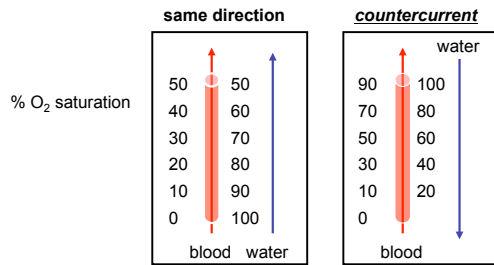 same direction
countercurrent
% O2 saturation
50 50
40 60
30 70
20 80
10 90
0 100
blood water
water
90 100
70 80
50 60
30 40
10 20
0
blood